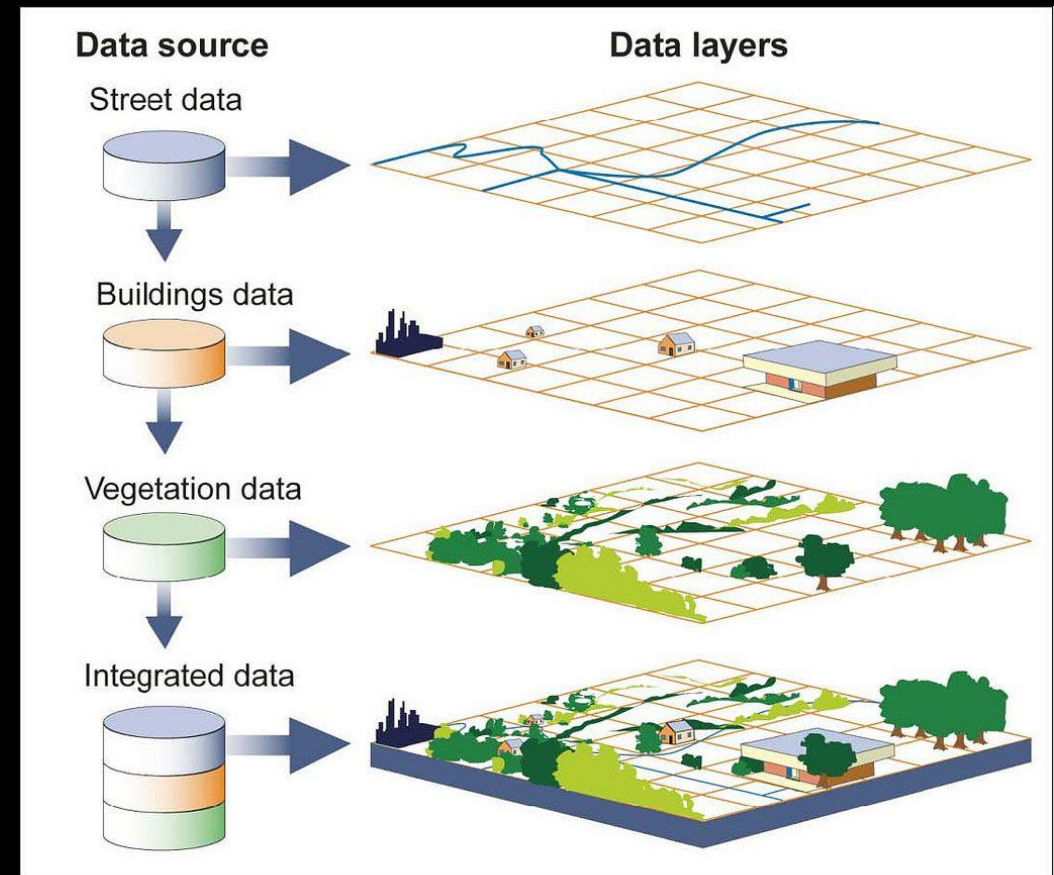 Data source
Data layers
Street data
Buildings data
Vegetation data
Integrated data